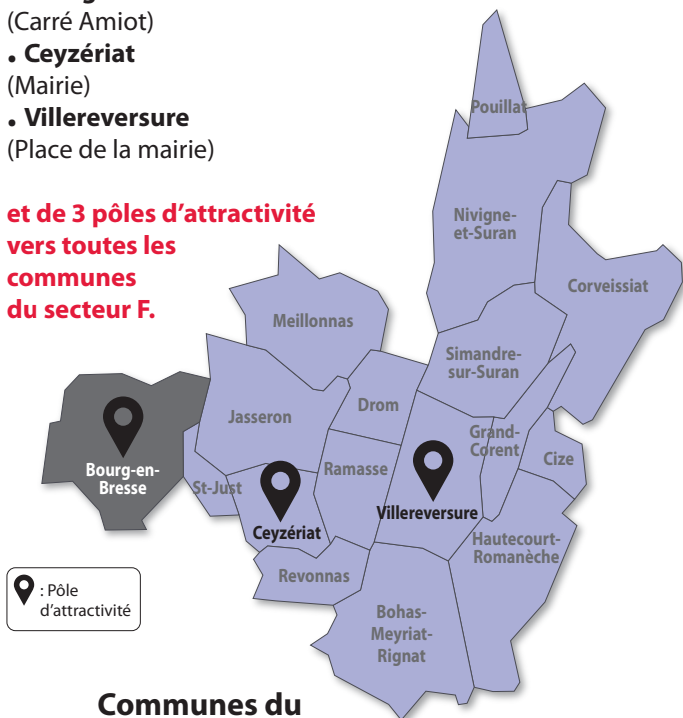 (Carré Amiot)
. Ceyzériat
(Mairie)
. Villereversure
(Place de la mairie)
et de 3 pôles d’attractivité
vers toutes les
communes
du secteur F.
Pouillat
Nivigne-
et-Suran
Corveissiat
Meillonnas
Simandre-
sur-Suran
Drom
Jasseron
Grand-
Corent
Cize
Bourg-en-
Bresse
St-Just
Ramasse
Ceyzériat
Villereversure
Hautecourt-
Romanèche
Revonnas
: Pôle
d’attractivité
Bohas-
Meyriat-
Rignat
Communes du